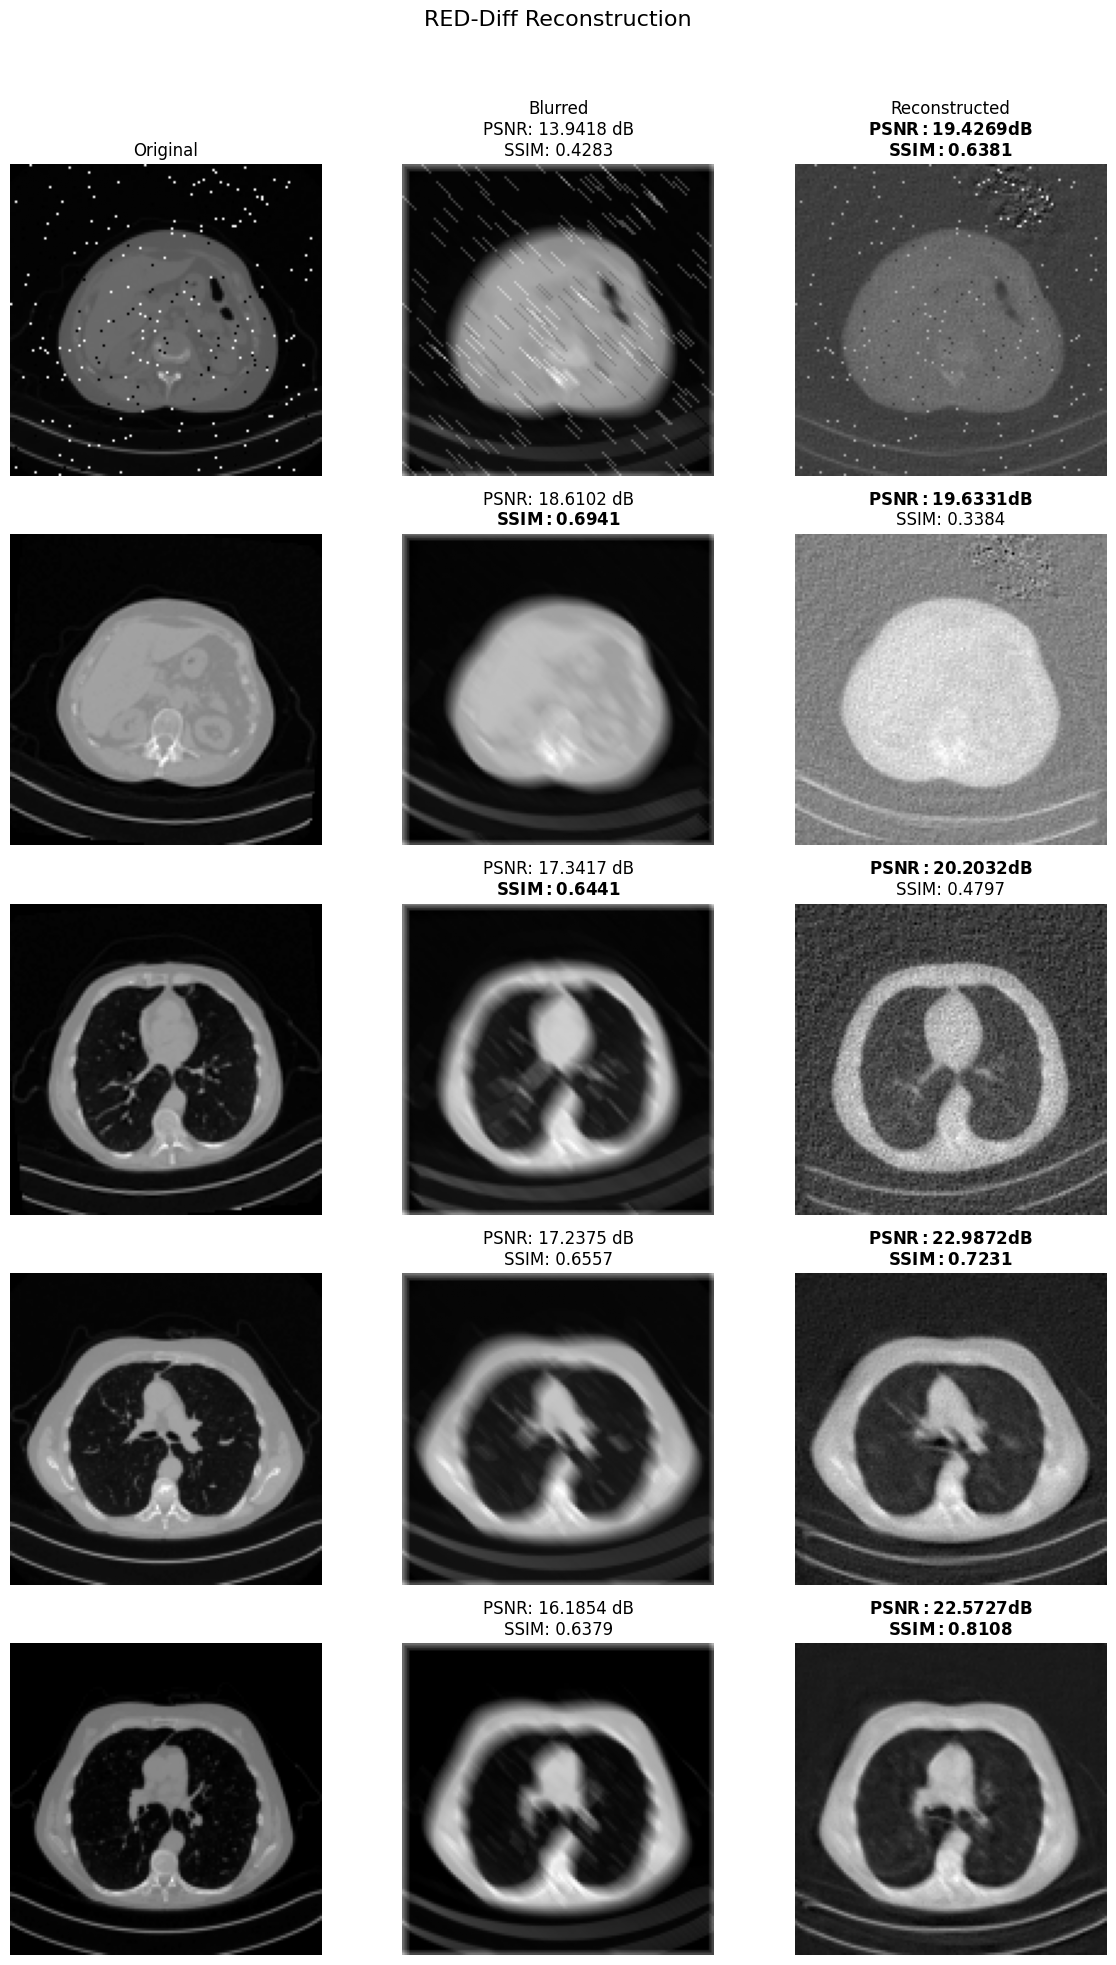 RED-Diff Reconstruction
Original
Blurred
PSNR: 13.9418 dB
SSIM: 0.4283
Reconstructed
PSNR : 19.4269dB
SSIM : 0.6381
PSNR: 18.6102 dB
SSIM : 0.6941
PSNR : 19.6331dB
SSIM: 0.3384
PSNR: 17.3417 dB
SSIM : 0.6441
PSNR : 20.2032dB
SSIM: 0.4797
PSNR: 17.2375 dB
SSIM: 0.6557
PSNR : 22.9872dB
SSIM : 0.7231
PSNR: 16.1854 dB
SSIM: 0.6379
PSNR : 22.5727dB
SSIM : 0.8108